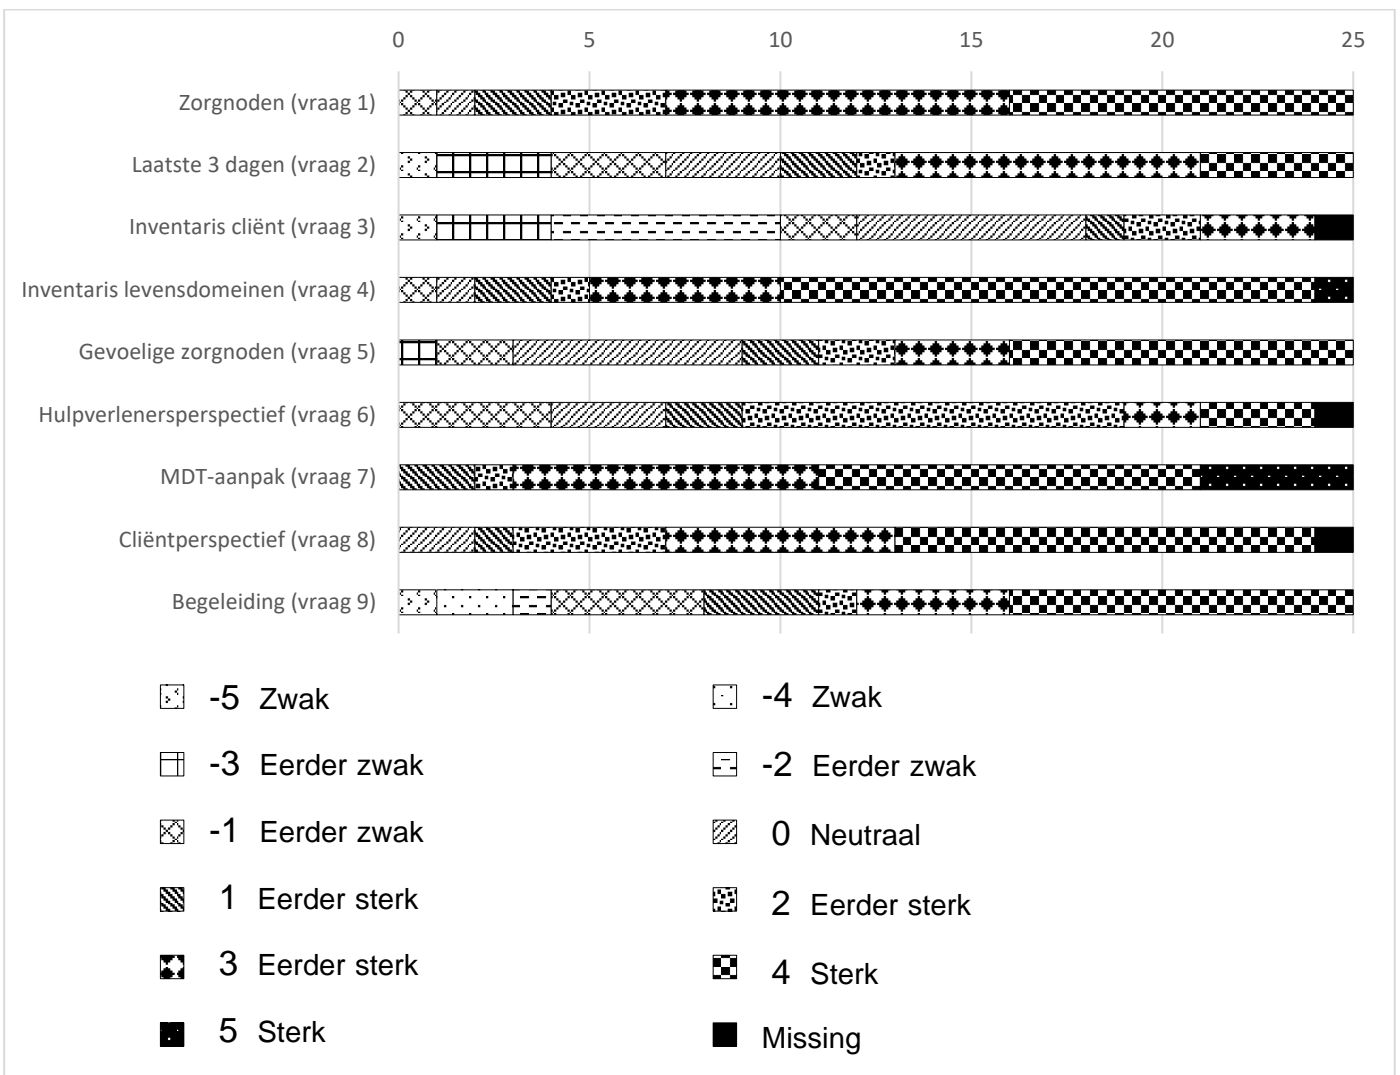 0 5 10 15 20 25
Zorgnoden (vraag 1)
Laatste 3 dagen (vraag 2)
Inventaris cliënt (vraag 3)
Inventaris levensdomeinen (vraag 4)
Gevoelige zorgnoden (vraag 5)
Hulpverlenersperspectief (vraag 6)
MDT-aanpak (vraag 7)
Cliëntperspectief (vraag 8)
Begeleiding (vraag 9)
-5 Zwak
-4 Zwak
-3 Eerder zwak
-2 Eerder zwak
-1 Eerder zwak
0 Neutraal
1 Eerder sterk
2 Eerder sterk
3 Eerder sterk
4 Sterk
5 Sterk
Missing